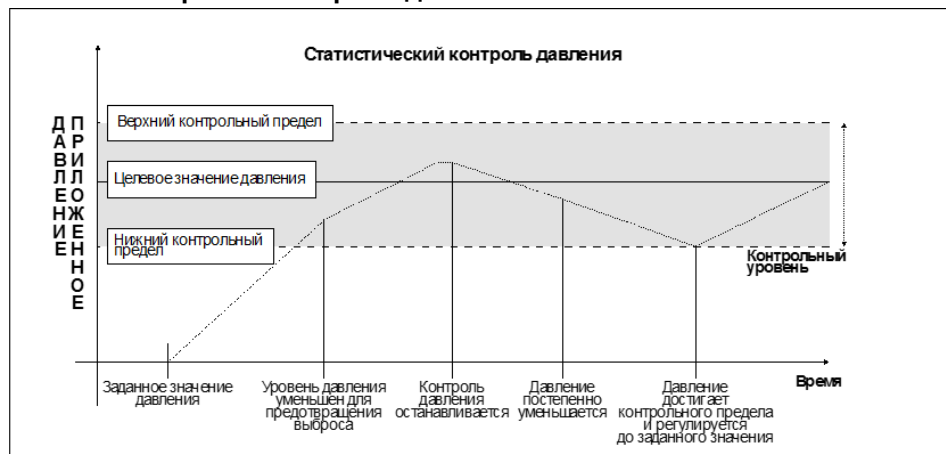 Статистический контроль давления
ПРИЛОЖЕННОЕ
ДАВЛЕНИЕ
Верхний контрольный предел
Целевое значение давления
Нижний контрольный
предел
Контрольный
уровень
Время
Заданное значение
давления
Уровень давления
уменьшен для
предотвращения
выброса
Контроль
давления
останавливается
Давление
постепенно
уменьшается
Давление
достигает
контрольного предела
и регулируется
до заданного значения